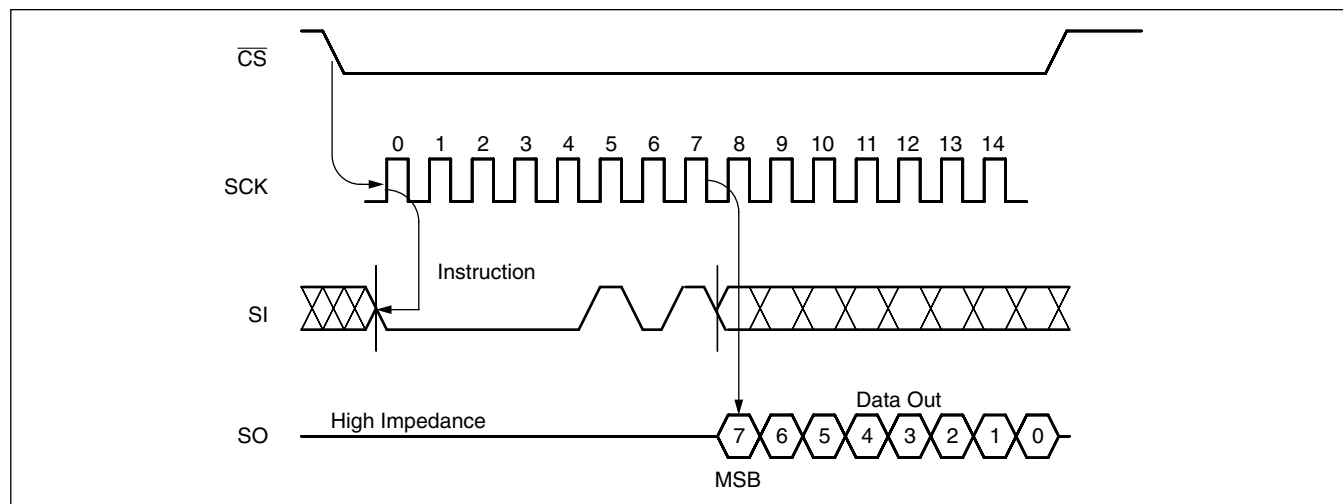 CS
0 1 2 3 4 5 6 7 8 9 10 11 12 13 14
SCK
Instruction
SI
Data Out
High Impedance
SO
7 6 5 4 3 2 1 0
MSB